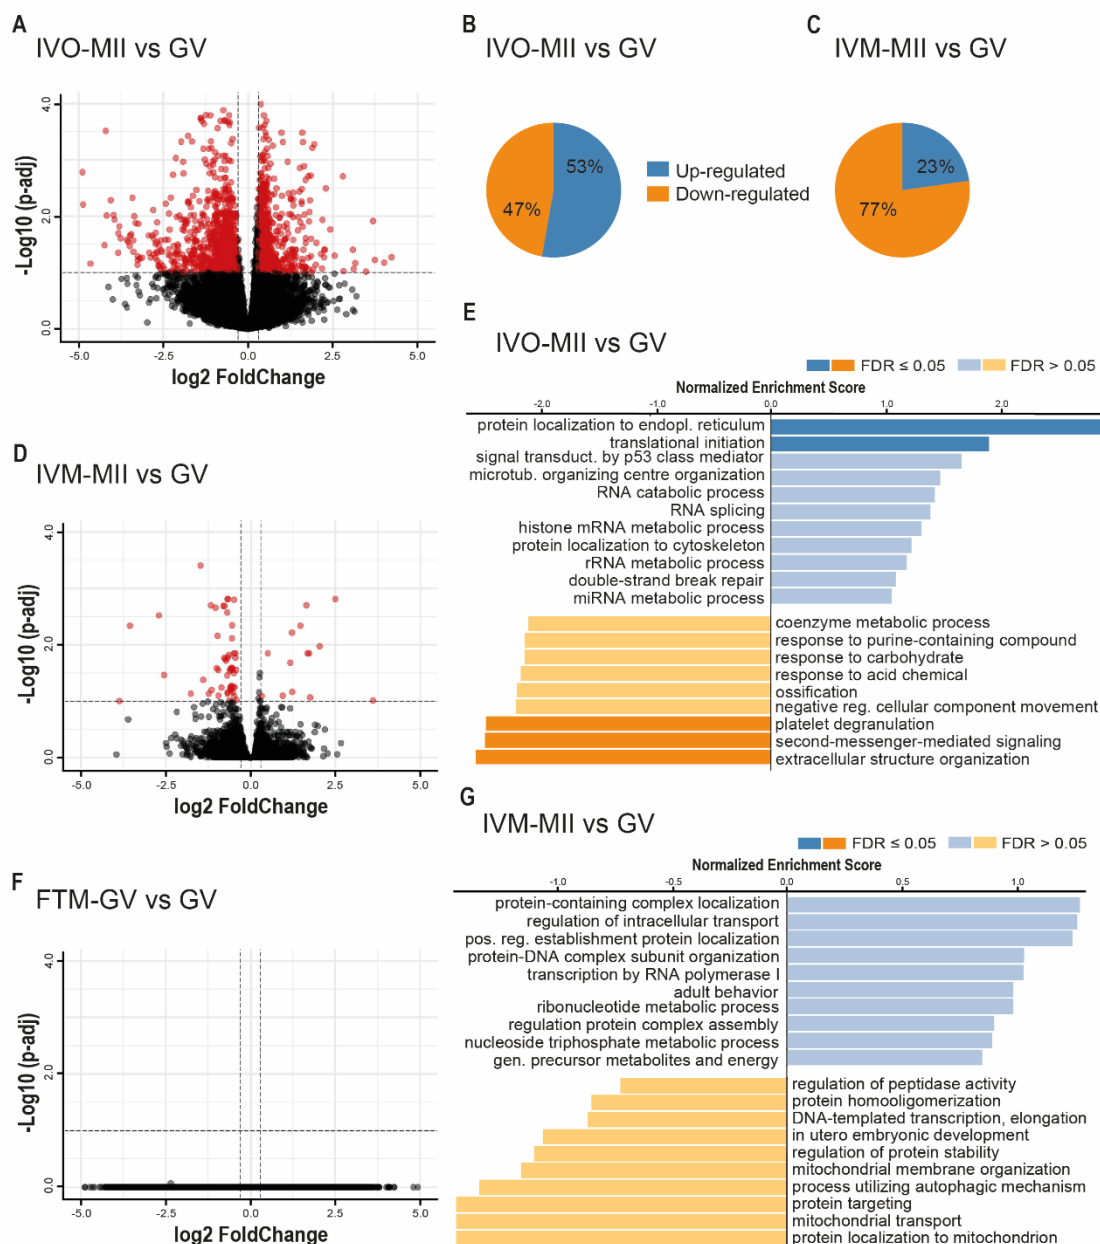 A
IVO-MII vs GV
4.0
2.0
0.0
-Log10 (p-adj)
-5.0 -2.5 0.0 2.5 5.0
log2 FoldChange
B
IVO-MII vs GV
53%
47%
Up-regulated
Down-regulated
C
IVM-MII vs GV
23%
77%
D
IVM-MII vs GV
4.0
2.0
0.0
-Log10 (p-adj)
-5.0 -2.5 0.0 2.5 5.0
log2 FoldChange
E
IVO-MII vs GV
FDR ≤ 0.05 FDR > 0.05
Normalized Enrichment Score
-2.0 -1.0 0.0 1.0 2.0
protein localization to endopl. reticulum
translational initiation
signal transduct. by p53 class mediator
microtub. organizing centre organization
RNA catabolic process
RNA splicing
histone mRNA metabolic process
protein localization to cytoskeleton
rRNA metabolic process
double-strand break repair
miRNA metabolic process
coenzyme metabolic process
response to purine-containing compound
response to carbohydrate
response to acid chemical
ossification
negative reg. cellular component movement
platelet degranulation
second-messenger-mediated signaling
extracellular structure organization
F
FTM-GV vs GV
4.0
2.0
0.0
-Log10 (p-adj)
-5.0 -2.5 0.0 2.5 5.0
log2 FoldChange
G
IVM-MII vs GV
FDR ≤ 0.05 FDR > 0.05
Normalized Enrichment Score
-1.0 -0.5 0.0 0.5 1.0
protein-containing complex localization
regulation of intracellular transport
pos. reg. establishment protein localization
protein-DNA complex subunit organization
transcription by RNA polymerase I
adult behavior
ribonucleotide metabolic process
regulation protein complex assembly
nucleoside triphosphate metabolic process
gen. precursor metabolites and energy
regulation of peptidase activity
protein homooligomerization
DNA-templated transcription, elongation
in utero embryonic development
regulation of protein stability
mitochondrial membrane organization
process utilizing autophagic mechanism
protein targeting
mitochondrial transport
protein localization to mitochondrion